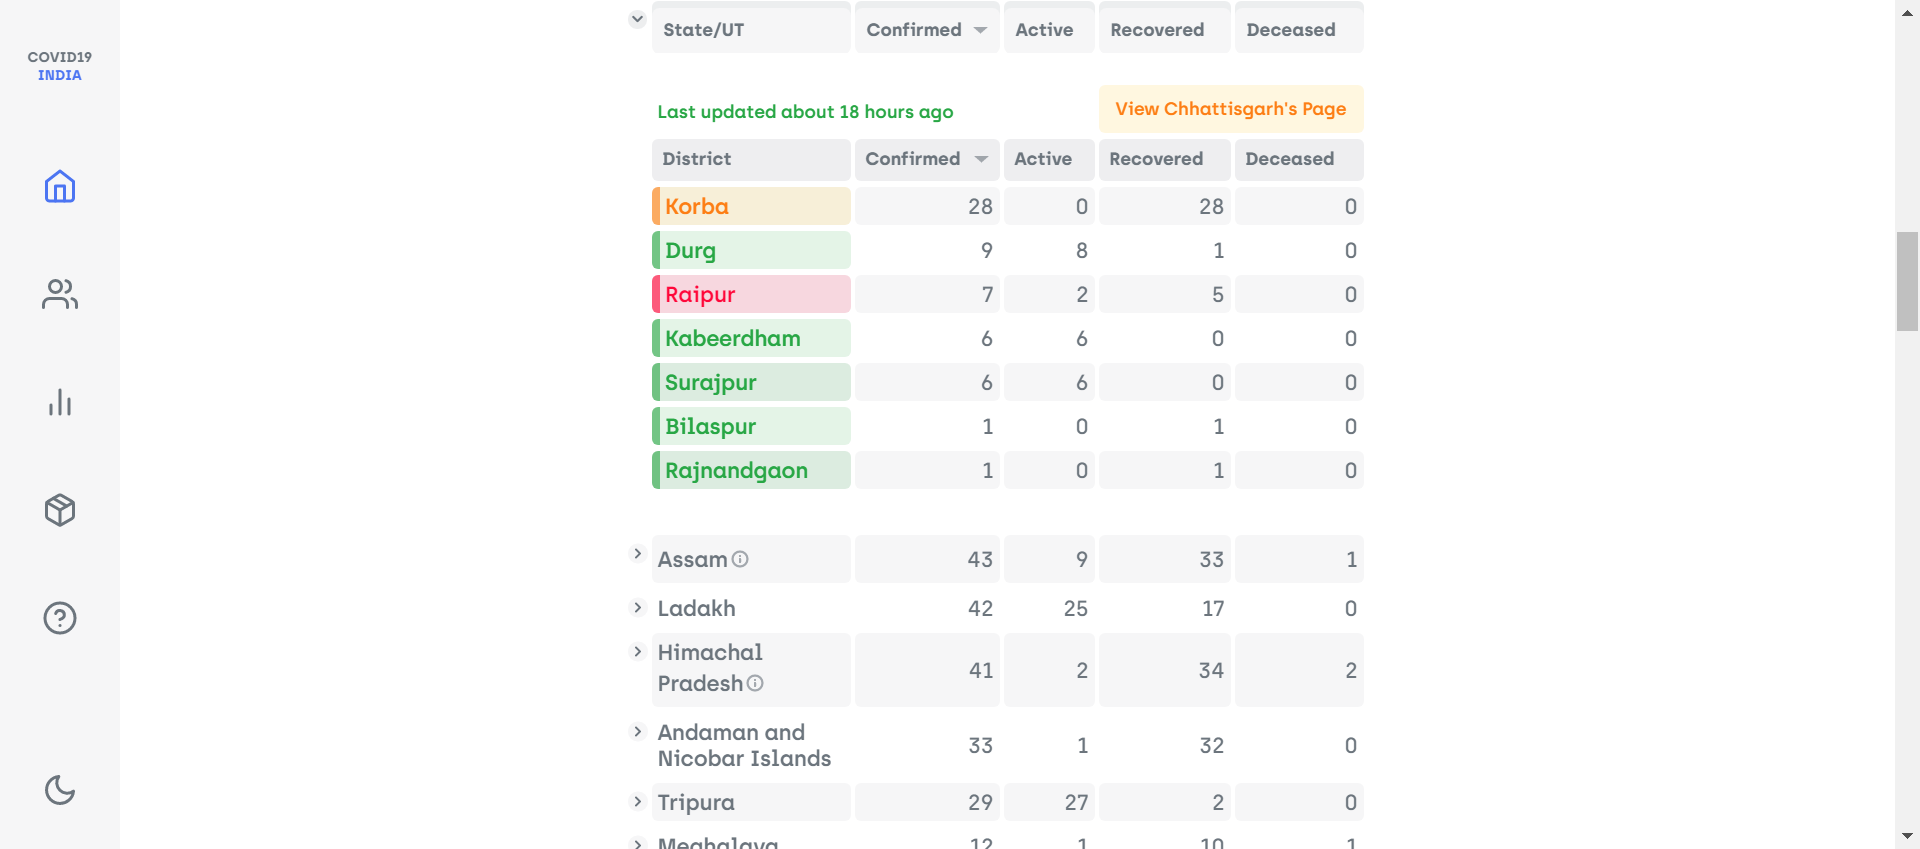 COVID19
INDIA
State/UT Confirmed Active Recovered Deceased
Last updated about 18 hours ago View Chhattisgarh's Page
District Confirmed Active Recovered Deceased
Korba 28 0 28 0
Durg 9 8 1 0
Raipur 7 2 5 0
Kabeerdham 6 6 0 0
Surajpur 6 6 0 0
Bilaspur 1 0 1 0
Rajnandgaon 1 0 1 0
Assam 43 9 33 1
Ladakh 42 25 17 0
Himachal
Pradesh 41 2 34 2
Andaman and
Nicobar Islands 33 1 32 0
Tripura 29 27 2 0
Meghalaya 12 1 10 1